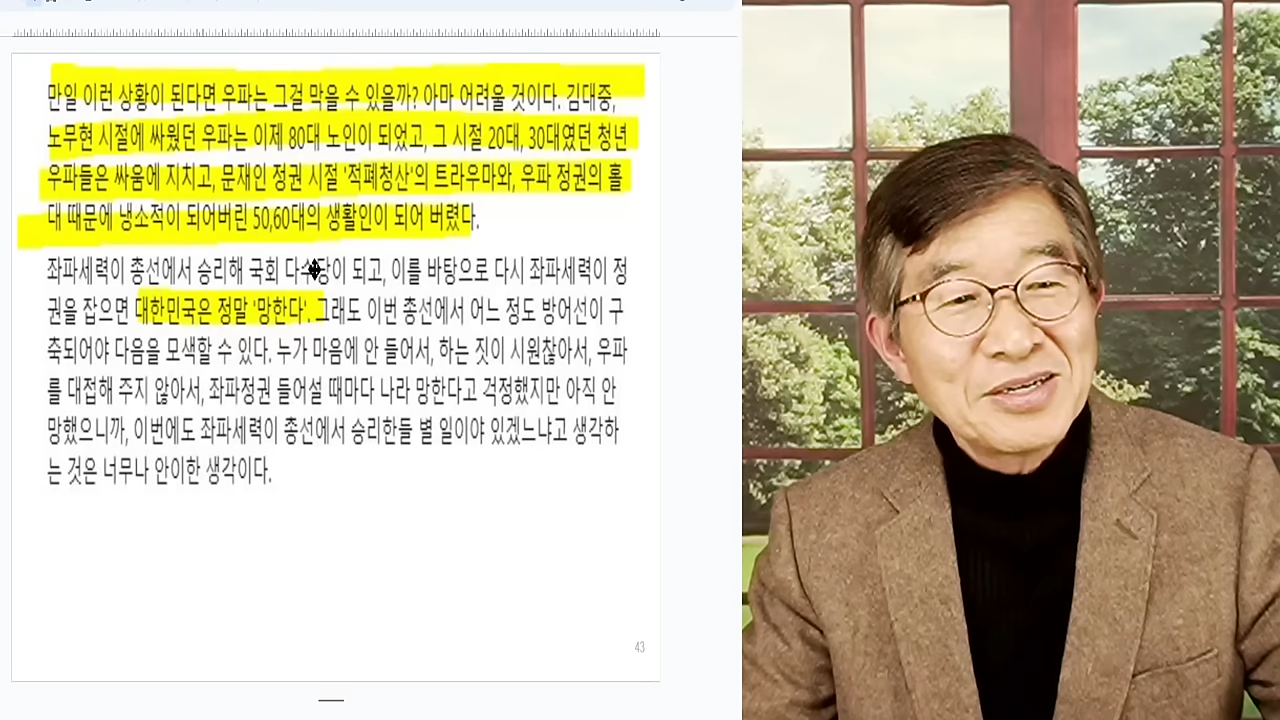 만일 이런 상황이 된다면 우파는 그걸 막을 수 있을까? 아마 어려울 것이다. 김대중,
노무현 시절에 싸웠던 우파는 이제 80대 노인이 되었고, 그 시절 20대, 30대였던 청년
우파들은 싸움에 지치고, 문재인 정권 시절 '적폐청산'의 트라우마와, 우파 정권의 홀
대 때문에 냉소적이 되어버린 50,60대의 생활인이 되어 버렸다.
좌파세력이 총선에서 승리해 국회 다수당이 되고, 이를 바탕으로 다시 좌파세력이 정
권을 잡으면 대한민국은 정말 '망한다'. 그래도 이번 총선에서 어느 정도 방어선이 구
축되어야 다음을 모색할 수 있다. 누가 마음에 안 들어서, 하는 짓이 시원찮아서, 우파
를 대접해 주지 않아서, 좌파정권 들어설 때마다 나라 망한다고 걱정했지만 아직 안
망했으니까, 이번에도 좌파세력이 총선에서 승리한들 별 일이야 있겠느냐고 생각하
는 것은 너무나 안이한 생각이다.
43